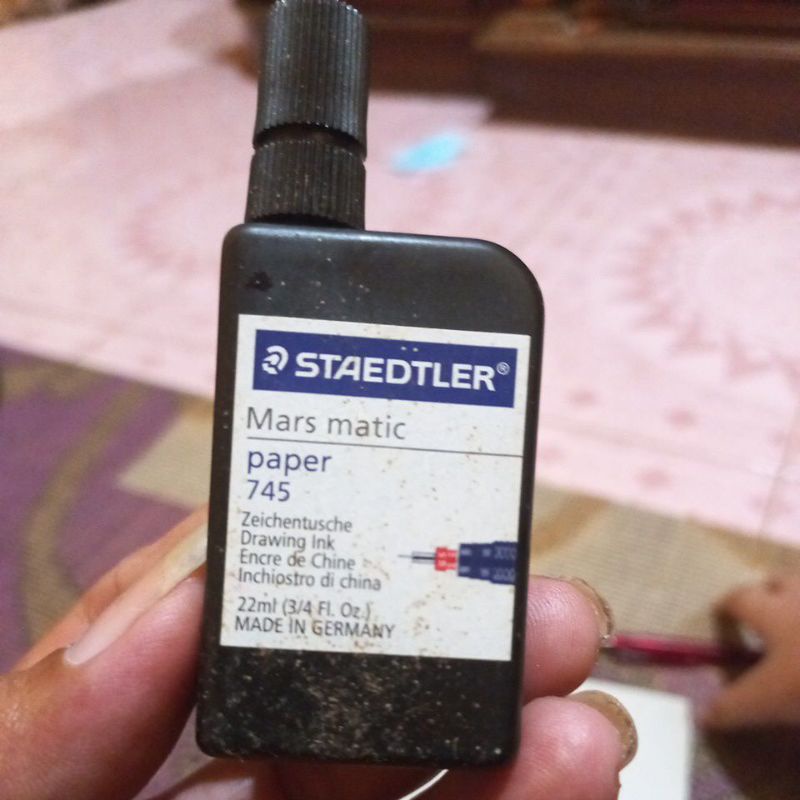 STAEDTLER®
Mars matic
paper
745
Zeichentusche
Drawing Ink
Encre de Chine
Inchiostro di china
22ml (3/4 Fl. Oz.)
MADE IN GERMANY